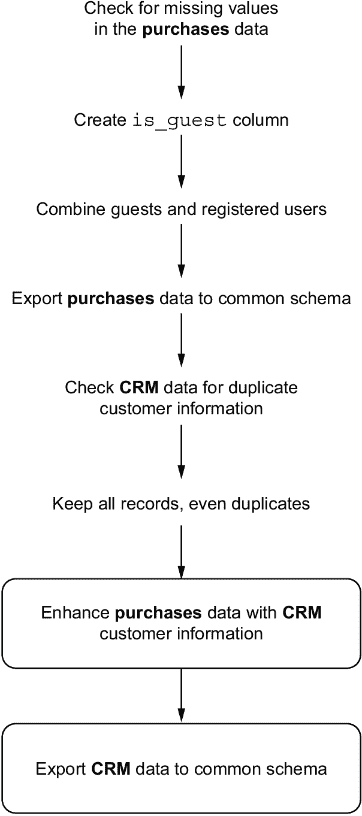 Check for missing values
in the purchases data
Create is_guest column
Combine guests and registered users
Export purchases data to common schema
Check CRM data for duplicate
customer information
Keep all records, even duplicates
Enhance purchases data with CRM
customer information
Export CRM data to common schema